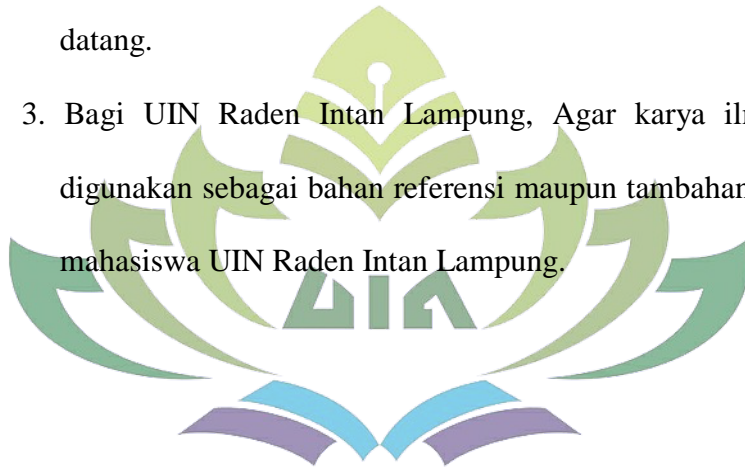 datang.
3. Bagi UIN Raden Intan Lampung, Agar karya
digunakan sebagai bahan referensi maupun tambahan
mahasiswa UIN Raden Intan Lampung.
UIN